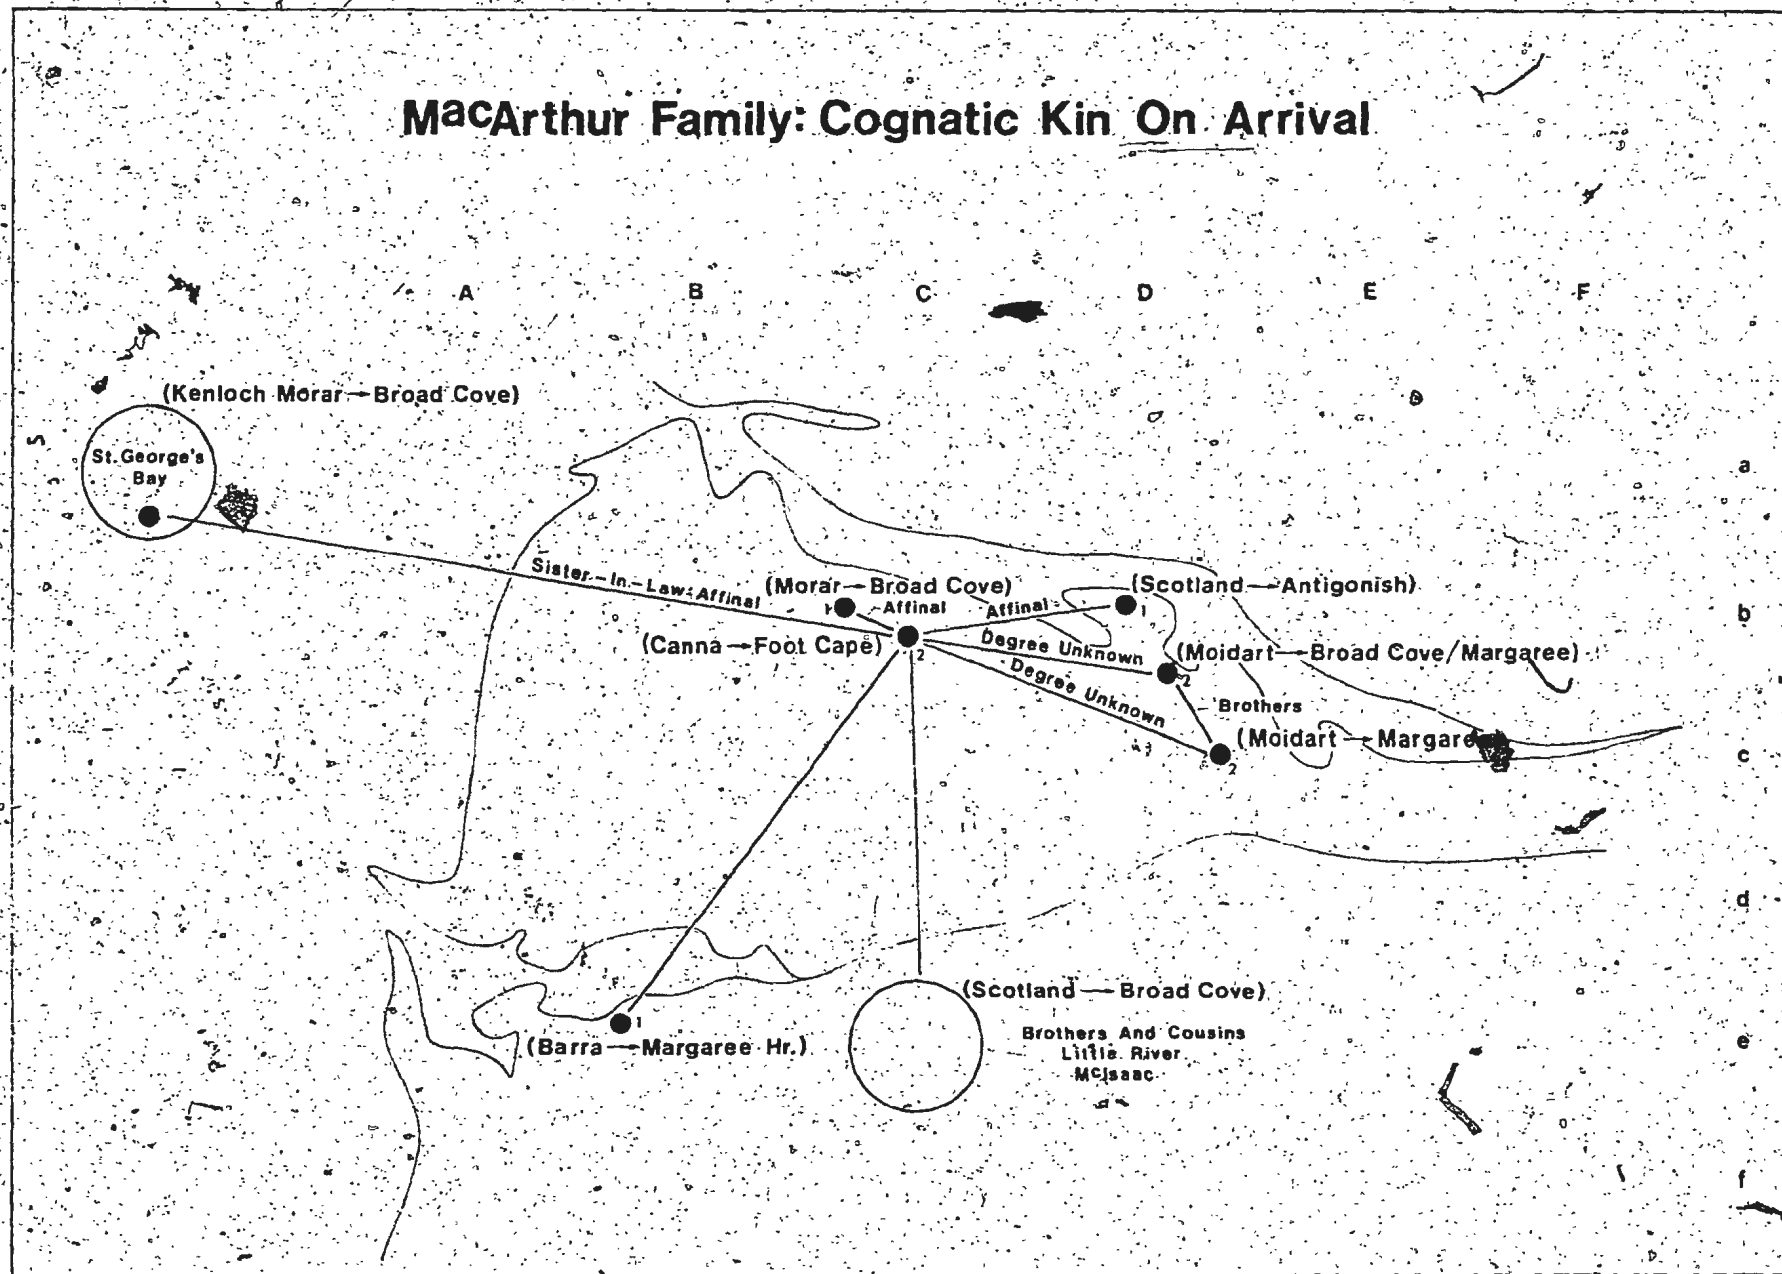 MacArthur Family: Cognatic Kin On Arrival
A B C D E F
(Kenloch Morar→Broad Cove)
St. George's
Bay
a
Sister-In-Law: Affinal
(Morar→Broad Cove)
(Scotland→Antigonish)
1
Affinal
Affinal
1
b
(Canna→Foot Cape)
2
Degree Unknown
(Moidart→Broad Cove/Margaree)
2
Degree Unknown
Brothers
(Moidart→Margare
2
c
d
(Scotland→Broad Cove)
1
(Barra→Margaree Hr.)
Brothers And Cousins
Little River
McIsaac
e
f